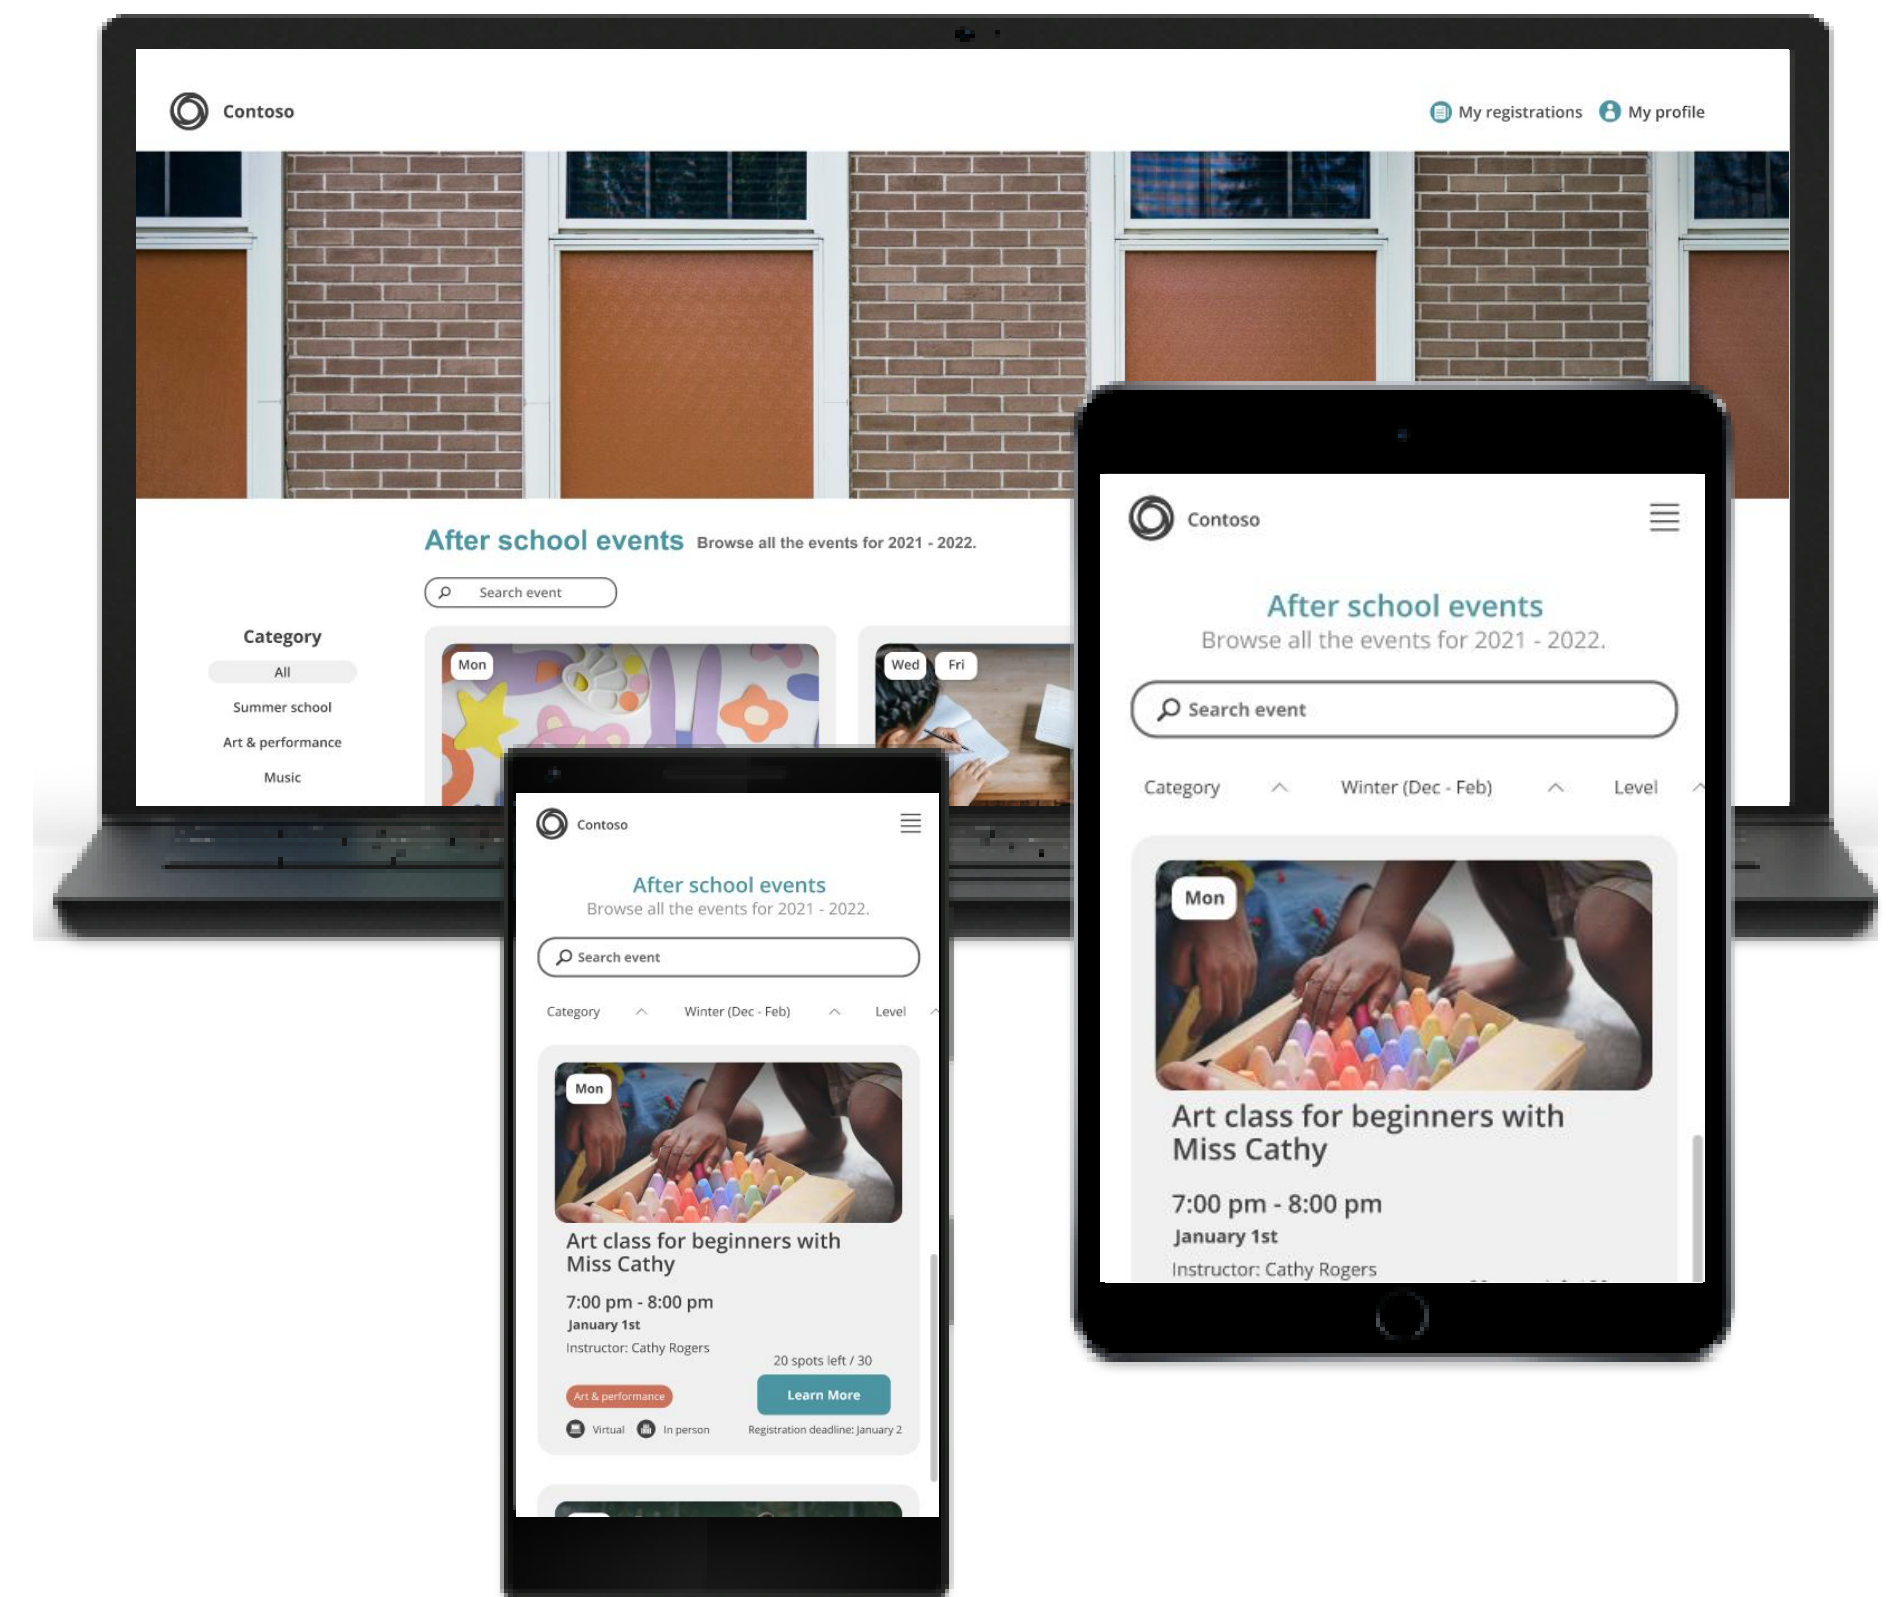 Contoso
My registrations
My profile
After school events
Browse all the events for 2021 - 2022.
Search event
Category
All
Summer school
Art & performance
Music
Mon
Wed
Fri
Contoso
After school events
Browse all the events for 2021 - 2022.
Search event
Category
Winter (Dec - Feb)
Level
Mon
Art class for beginners with
Miss Cathy
7:00 pm - 8:00 pm
January 1st
Instructor: Cathy Rogers
20 spots left / 30
Art & performance
Learn More
Virtual
In person
Registration deadline: January 2
Contoso
After school events
Browse all the events for 2021 - 2022.
Search event
Category
Winter (Dec - Feb)
Level
Mon
Art class for beginners with
Miss Cathy
7:00 pm - 8:00 pm
January 1st
Instructor: Cathy Rogers